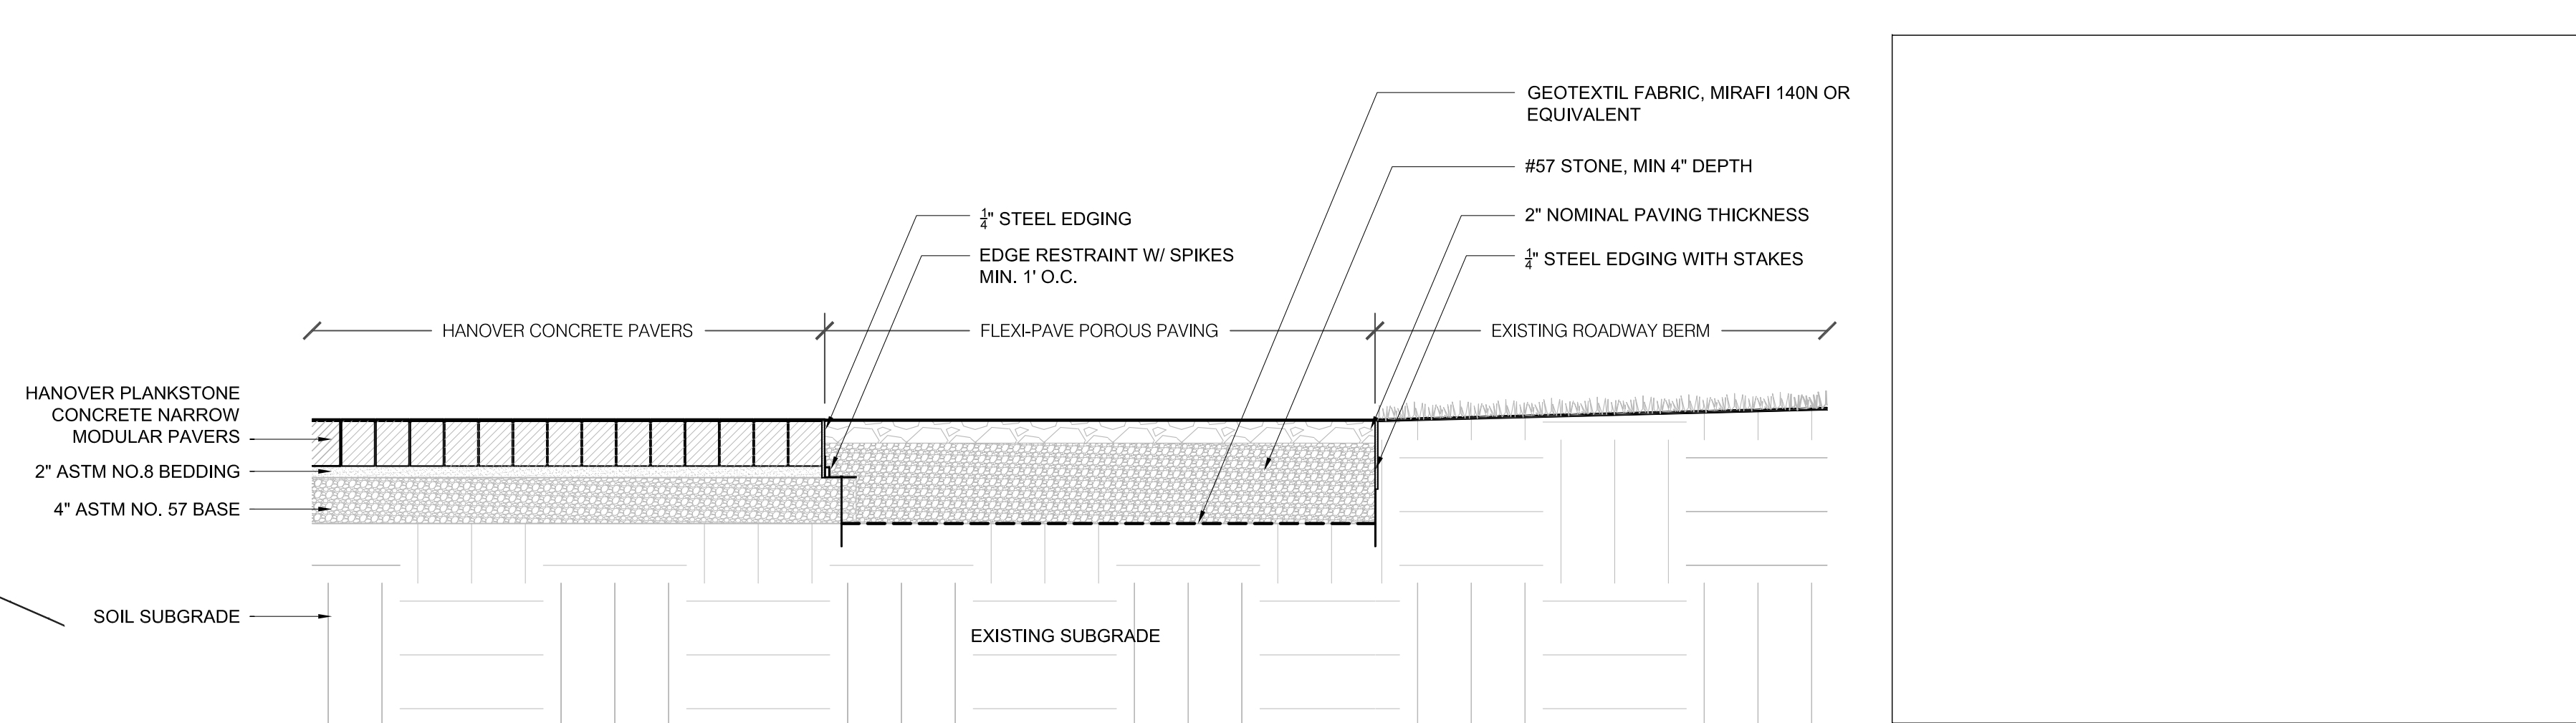 GEOTEXTIL FABRIC, MIRAFI 140N OR
EQUIVALENT
#57 STONE, MIN 4" DEPTH
2" NOMINAL PAVING THICKNESS
1/4" STEEL EDGING WITH STAKES
1/4" STEEL EDGING
EDGE RESTRAINT W/ SPIKES
MIN. 1' O.C.
HANOVER CONCRETE PAVERS
FLEXI-PAVE POROUS PAVING
EXISTING ROADWAY BERM
HANOVER PLANKSTONE
CONCRETE NARROW
MODULAR PAVERS
2" ASTM NO.8 BEDDING
4" ASTM NO. 57 BASE
SOIL SUBGRADE
EXISTING SUBGRADE